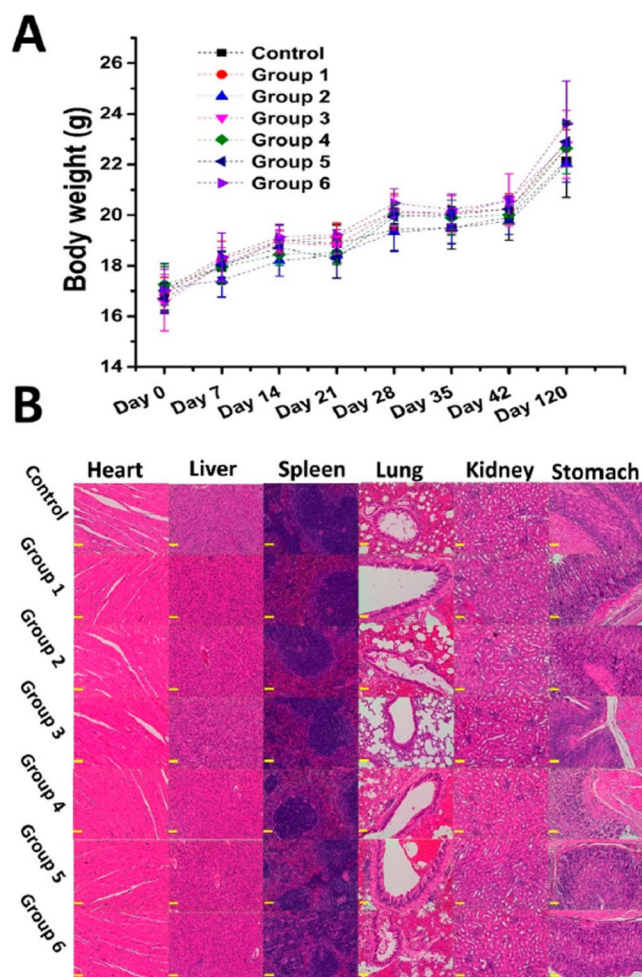 A
Control
Group 1
Group 2
Group 3
Group 4
Group 5
Group 6
Body weight (g)
26
24
22
20
18
16
14
Day 0
Day 7
Day 14
Day 21
Day 28
Day 35
Day 42
Day 120
B
Heart Liver Spleen Lung Kidney Stomach
Control
Group 1
Group 2
Group 3
Group 4
Group 5
Group 6